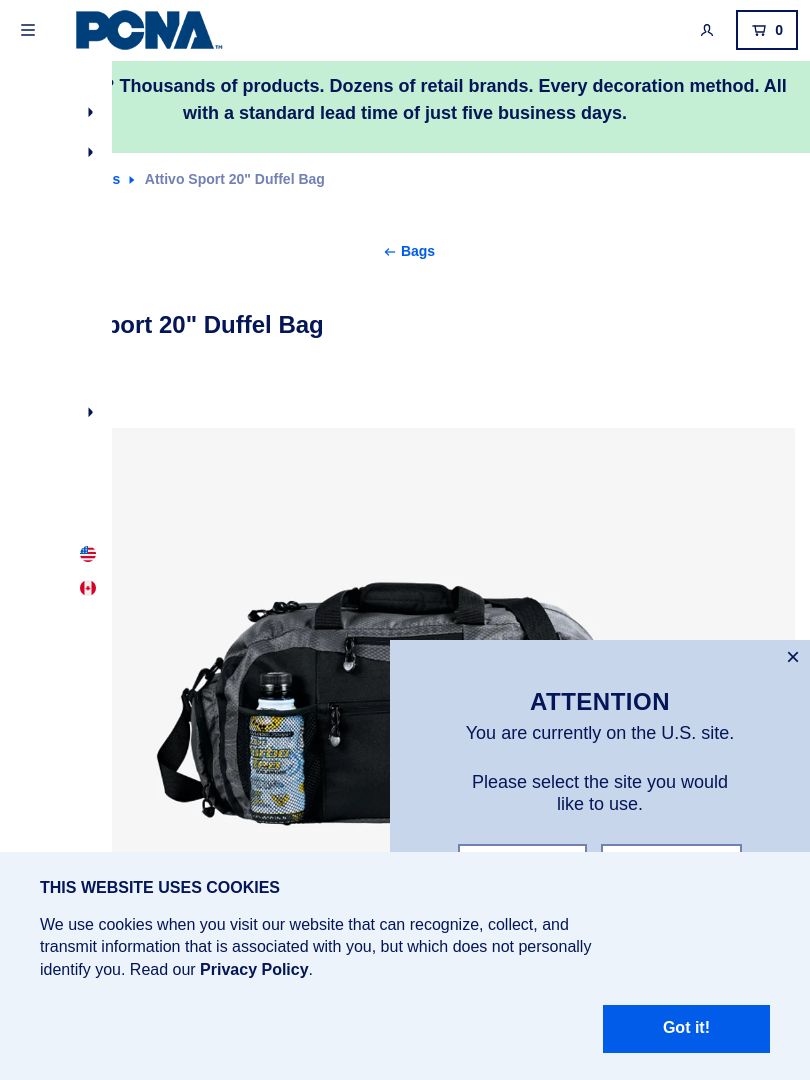 PCNA™
0
Thousands of products. Dozens of retail brands. Every decoration method. All
with a standard lead time of just five business days.
s
Attivo Sport 20" Duffel Bag
Bags
port 20" Duffel Bag
ATTENTION
You are currently on the U.S. site.
Please select the site you would
like to use.
THIS WEBSITE USES COOKIES
We use cookies when you visit our website that can recognize, collect, and
transmit information that is associated with you, but which does not personally
identify you. Read our Privacy Policy.
Got it!